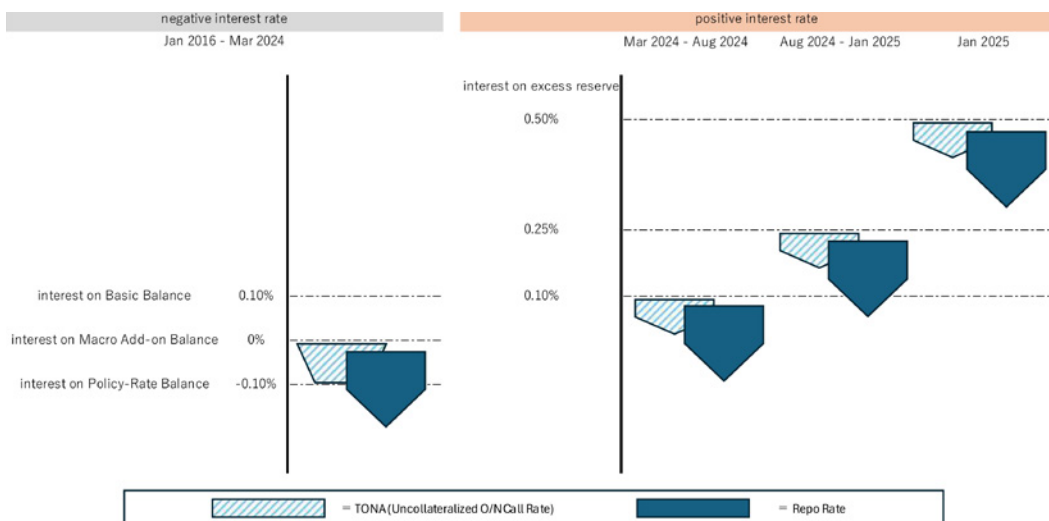 negative interest rate
positive interest rate
Jan 2016 - Mar 2024
Mar 2024 - Aug 2024
Aug 2024 - Jan 2025
Jan 2025
interest on excess reserve
0.50%
0.25%
interest on Basic Balance 0.10%
0.10%
interest on Macro Add-on Balance 0%
interest on Policy-Rate Balance -0.10%
= TONA(Uncollateralized O/NCall Rate)
= Repo Rate